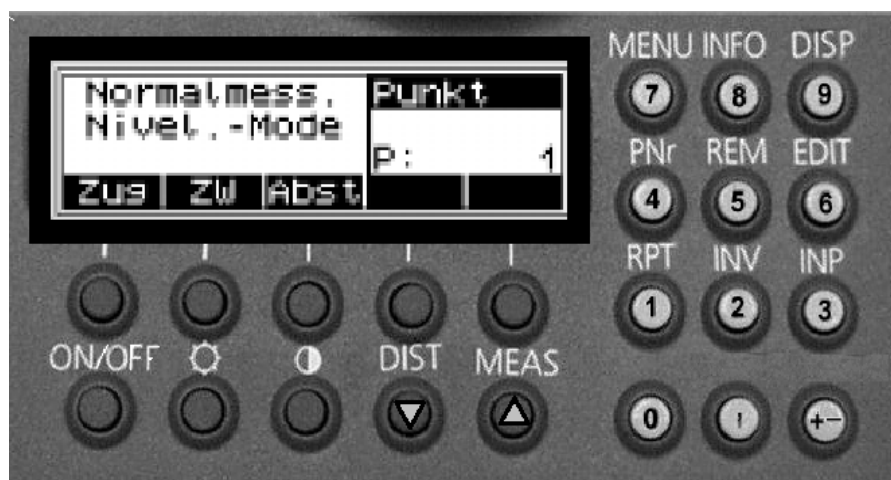 Normalmess.
Nivel.-Mode
Punkt
P: 1
Zug ZW Abst
MENU INFO DISP
7 8 9
PNr REM EDIT
4 5 6
RPT INV INP
1 2 3
ON/OFF DIST MEAS
0 , +-